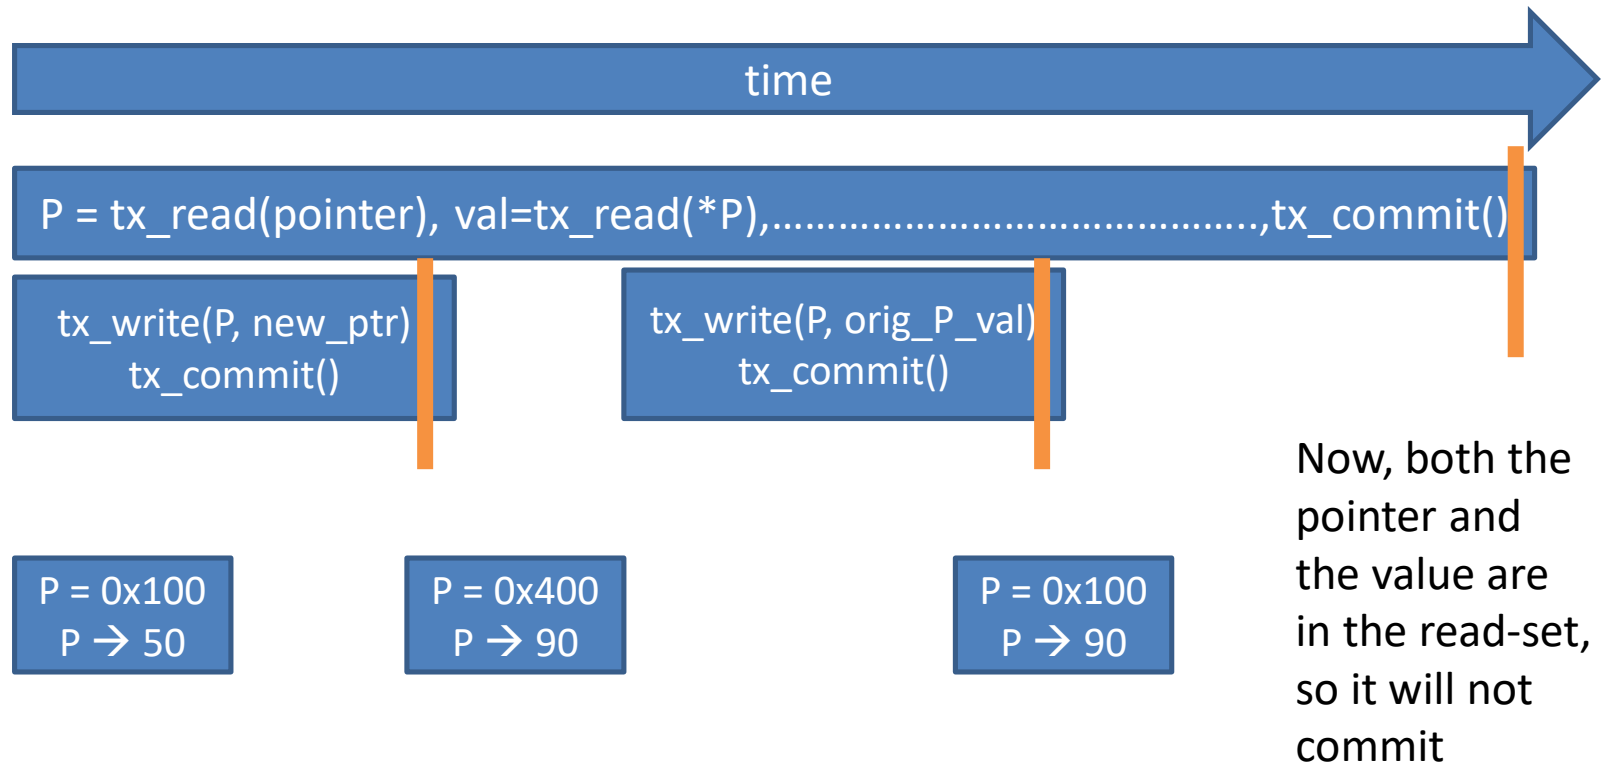 time
P = tx_read(pointer), val=tx_read(*P),…………………………………………..,tx_commit()
tx_write(P, new_ptr)
tx_commit()
tx_write(P, orig_P_val)
tx_commit()
P = 0x100
P → 50
P = 0x400
P → 90
P = 0x100
P → 90
Now, both the
pointer and
the value are
in the read-set,
so it will not
commit